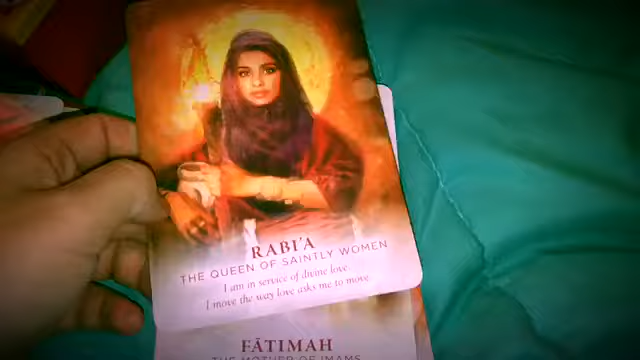 RABI'A
THE QUEEN OF SAINTLY WOMEN
I am in service of divine love.
I move the way love asks me to move.
FĀTIMAH
THE MOTHER OF IMAMS